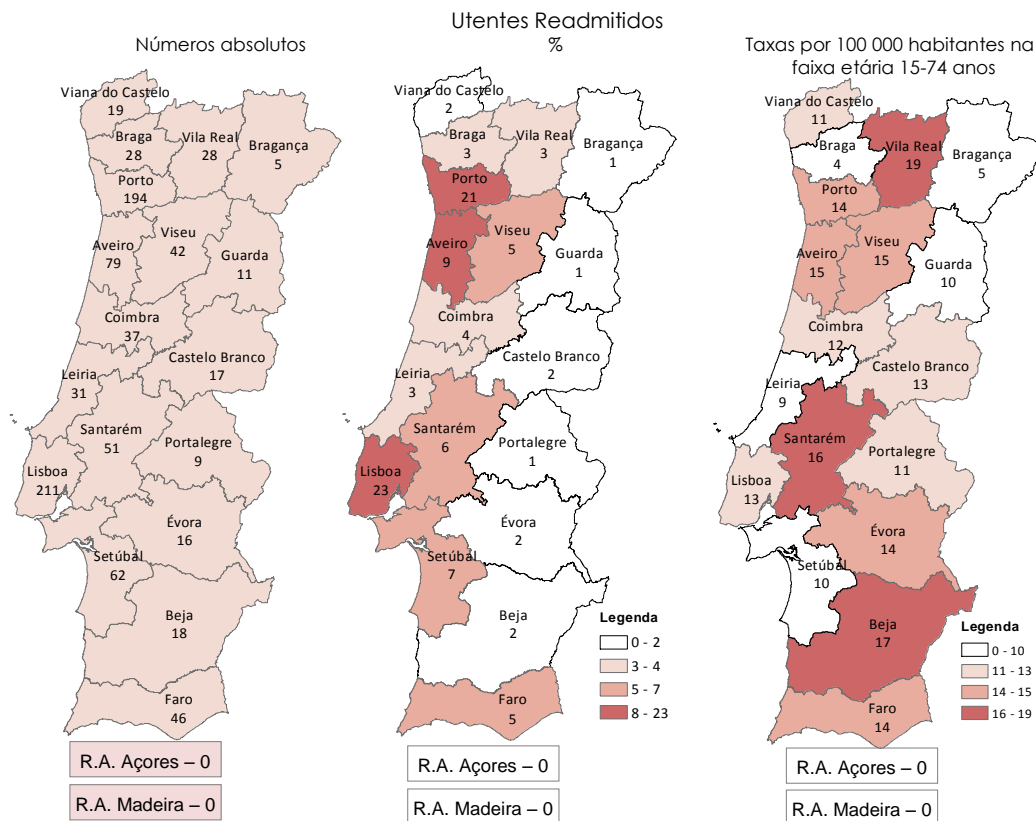 Utentes Readmitidos
Números absolutos
Viana do Castelo
19
Braga
28
Vila Real
28
Bragança
5
Porto
194
Aveiro
79
Viseu
42
Guarda
11
Coimbra
37
Castelo Branco
17
Leiria
31
Santarém
51
Portalegre
9
Lisboa
211
Évora
16
Setúbal
62
Beja
18
Faro
46
R.A. Açores – 0
R.A. Madeira – 0
%
Viana do Castelo
2
Braga
3
Vila Real
3
Bragança
1
Porto
21
Aveiro
9
Viseu
5
Guarda
1
Coimbra
4
Castelo Branco
2
Leiria
3
Santarém
6
Portalegre
1
Lisboa
23
Évora
2
Setúbal
7
Beja
2
Faro
5
Legenda
0 - 2
3 - 4
5 - 7
8 - 23
R.A. Açores – 0
R.A. Madeira – 0
Taxas por 100 000 habitantes na
faixa etária 15-74 anos
Viana do Castelo
11
Braga
4
Vila Real
19
Bragança
5
Porto
14
Aveiro
15
Viseu
15
Guarda
10
Coimbra
12
Castelo Branco
13
Leiria
9
Santarém
16
Portalegre
11
Lisboa
13
Évora
14
Setúbal
10
Beja
17
Faro
14
Legenda
0 - 10
11 - 13
14 - 15
16 - 19
R.A. Açores – 0
R.A. Madeira – 0